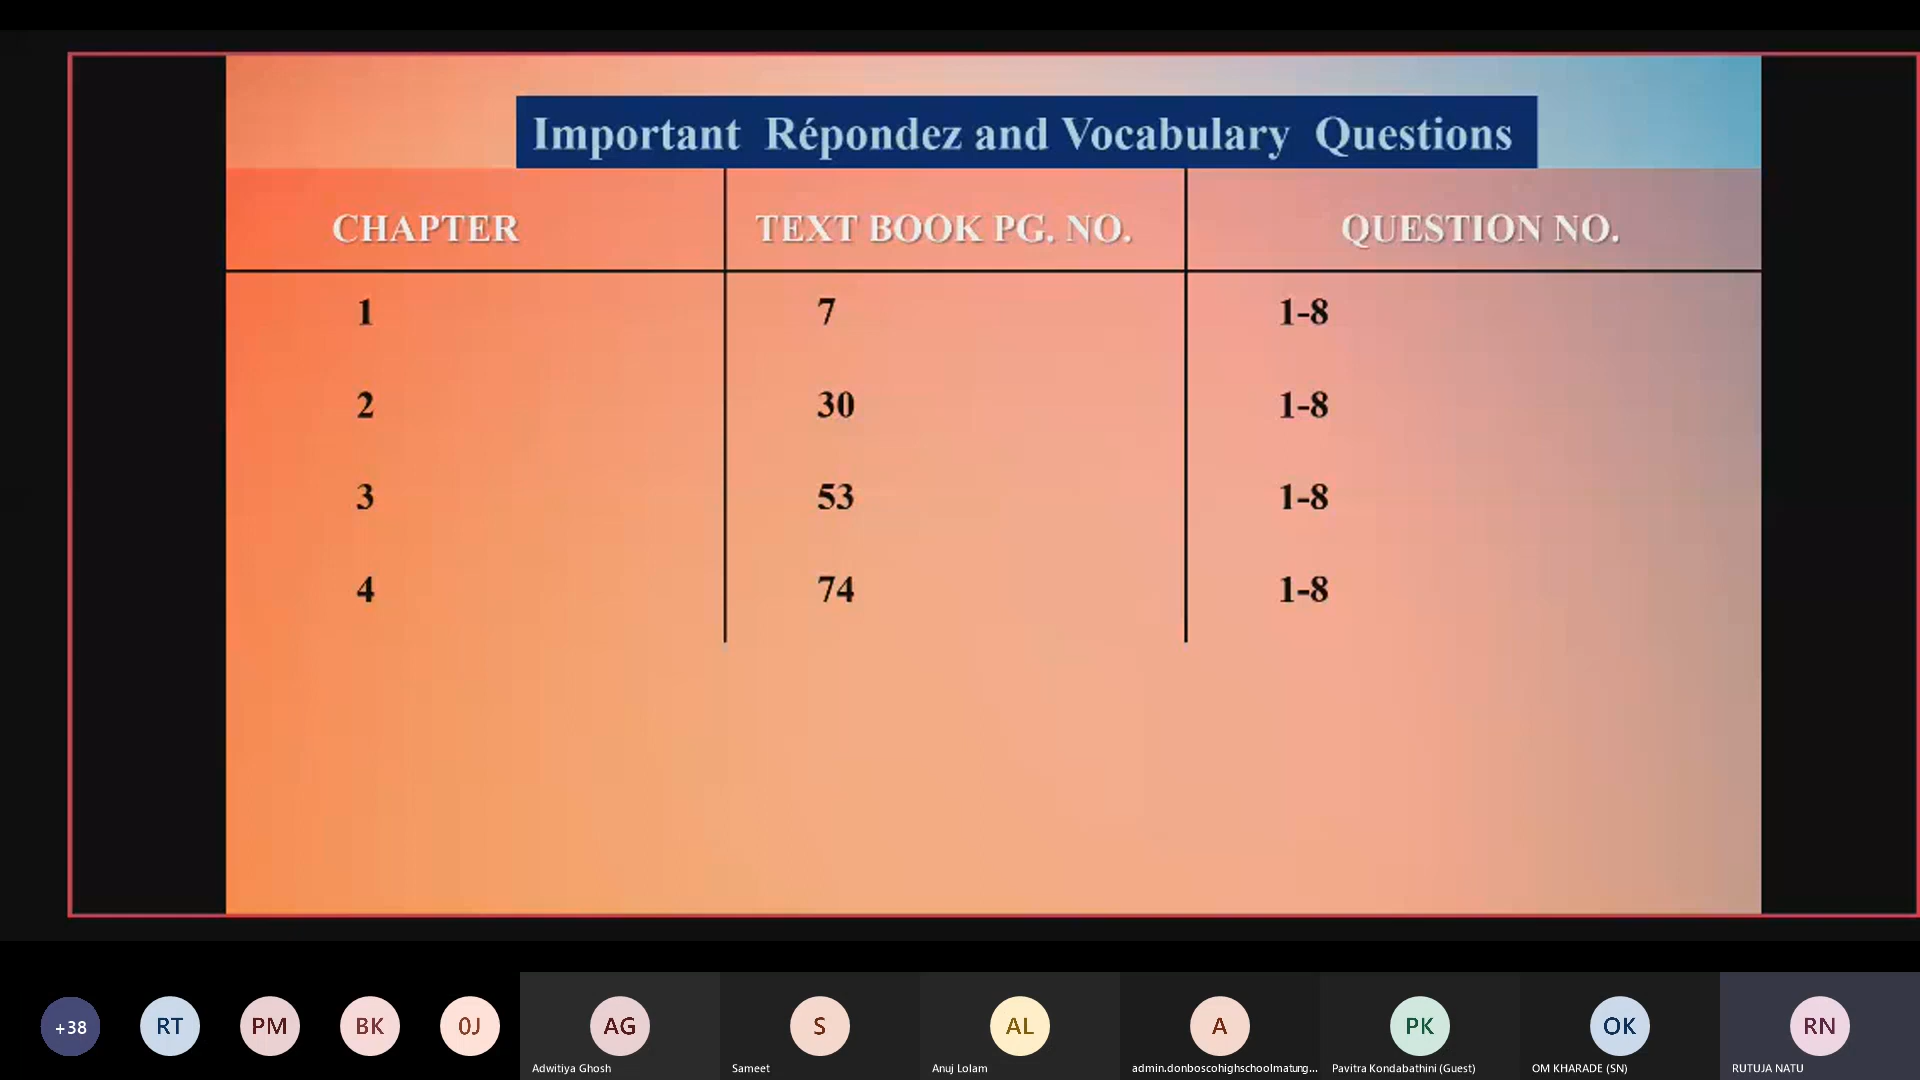 Important Répondez and Vocabulary Questions
CHAPTER TEXT BOOK PG. NO. QUESTION NO.
1 7 1-8
2 30 1-8
3 53 1-8
4 74 1-8
+38 RT PM BK 0J AG S AL A PK OK RN
Adwitiya Ghosh Sameet Anuj Lolam admin.donboscohighschoolmatung... Pavitra Kondabathini (Guest) OM KHARADE (SN) RUTUJA NATU